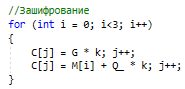 //Зашифрование
for (int i = 0; i<3; i++)
{
C[j] = G * k; j++;
C[j] = M[i] + Q_ * k; j++;
}